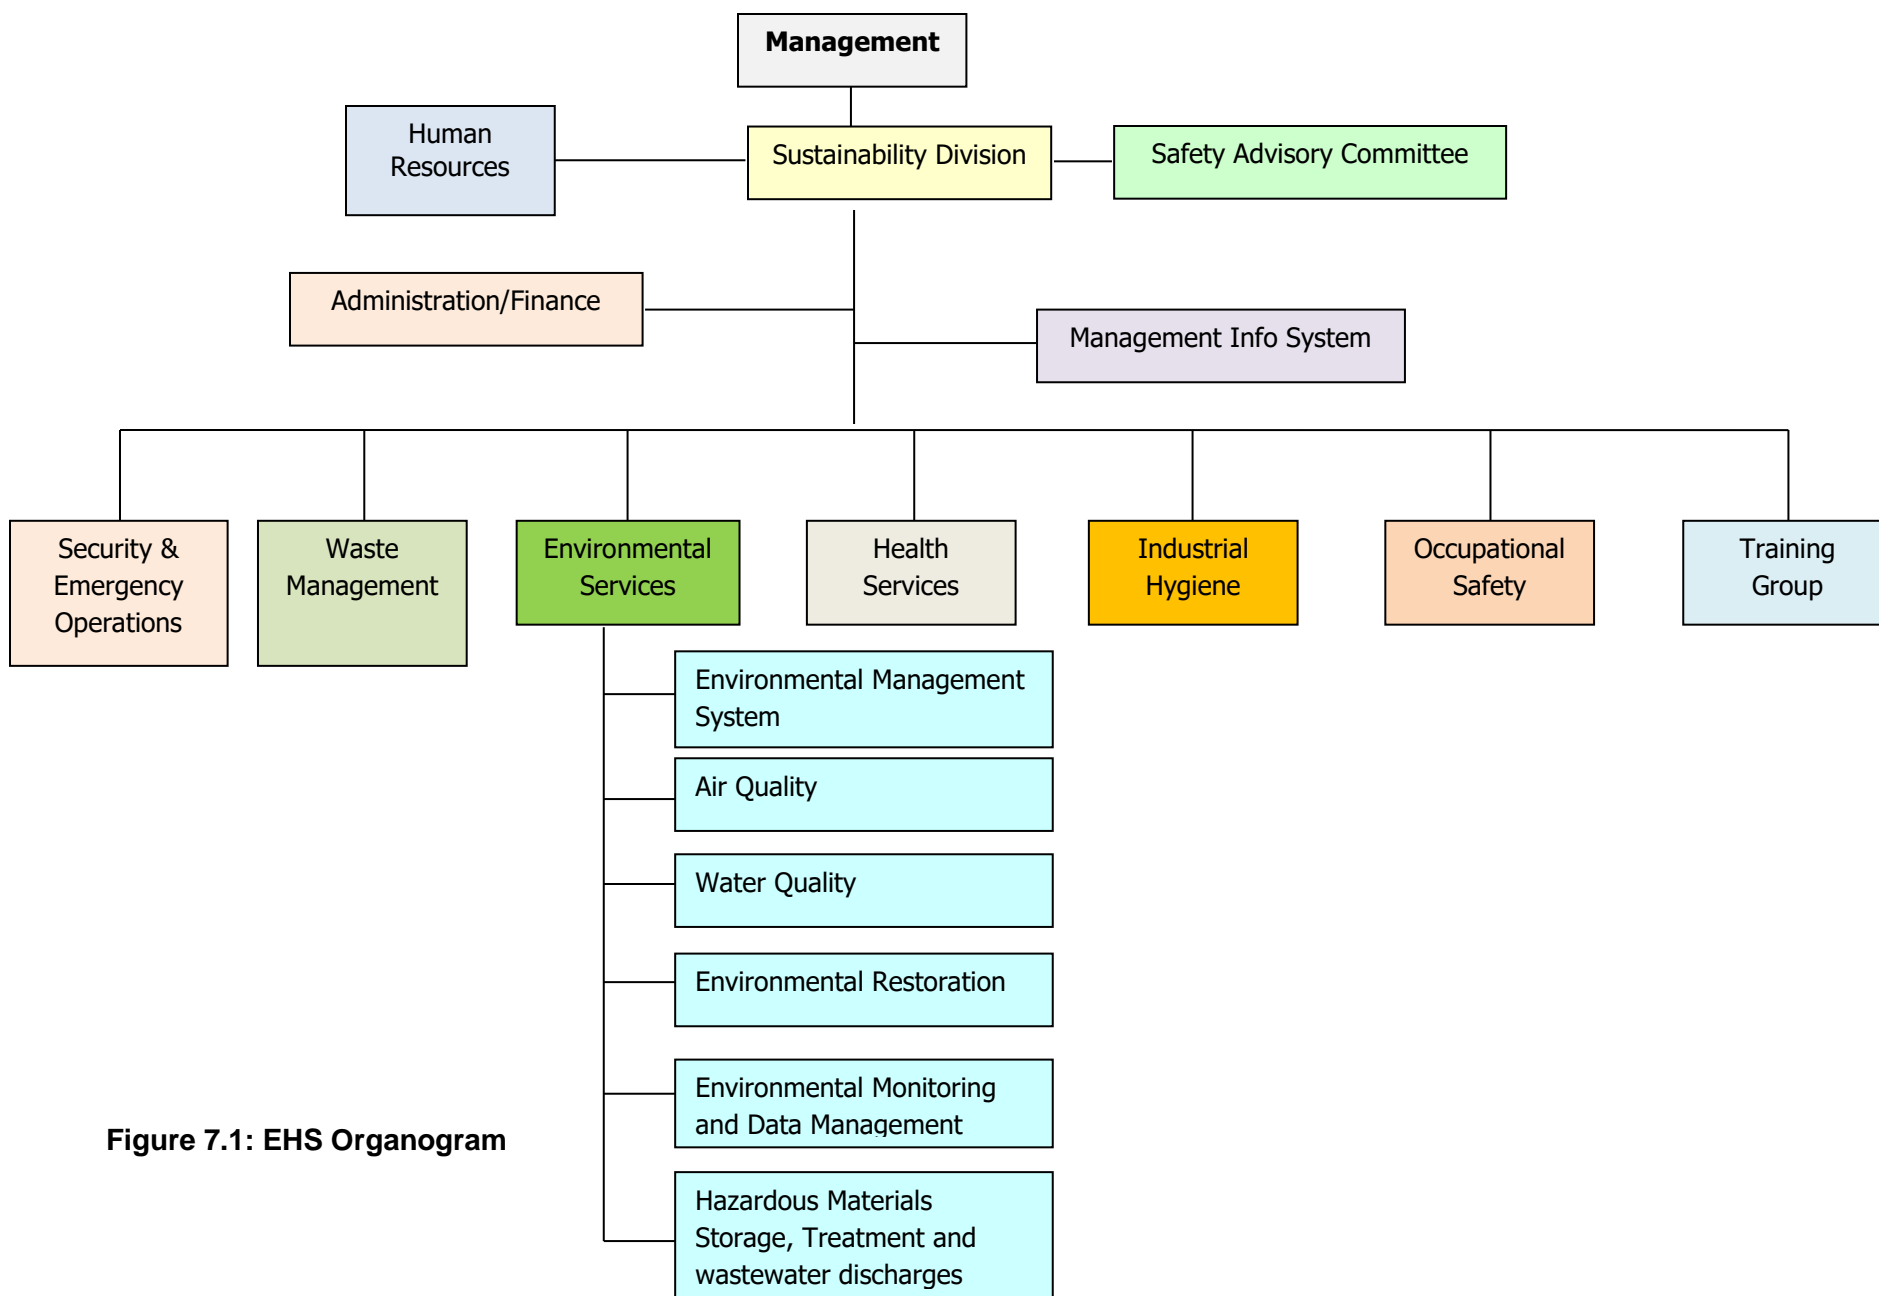 Management
Human
Resources
Sustainability Division
Safety Advisory Committee
Administration/Finance
Management Info System
Security &
Emergency
Operations
Waste
Management
Environmental
Services
Health
Services
Industrial
Hygiene
Occupational
Safety
Training
Group
Environmental Management
System
Air Quality
Water Quality
Environmental Restoration
Environmental Monitoring
and Data Management
Hazardous Materials
Storage, Treatment and
wastewater discharges
Figure 7.1: EHS Organogram